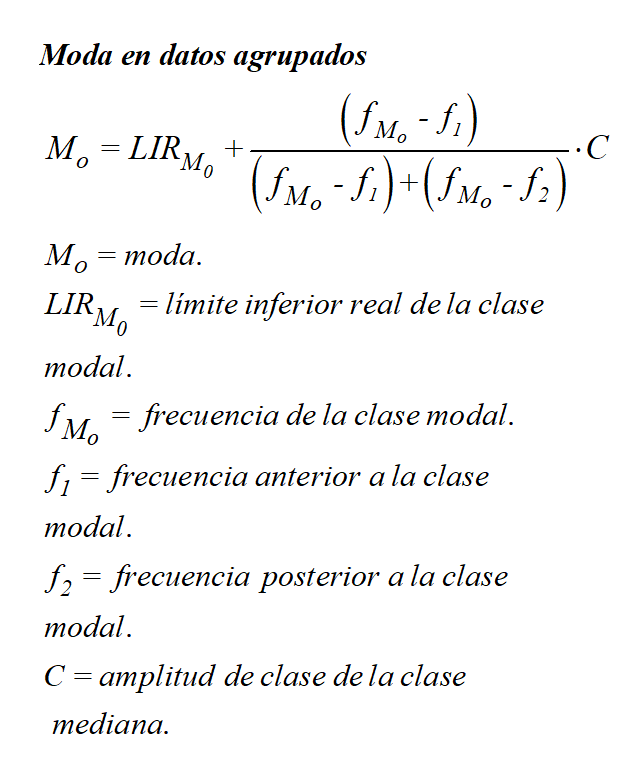 Moda en datos agrupados
M_o = LIR_{M_0} + \frac{(f_{M_o} - f_1)}{(f_{M_o} - f_1)+(f_{M_o} - f_2)} \cdot C
M_o = moda.
LIR_{M_0} = límite inferior real de la clase
modal.
f_{M_o} = frecuencia de la clase modal.
f_1 = frecuencia anterior a la clase
modal.
f_2 = frecuencia posterior a la clase
modal.
C = amplitud de clase de la clase
mediana.